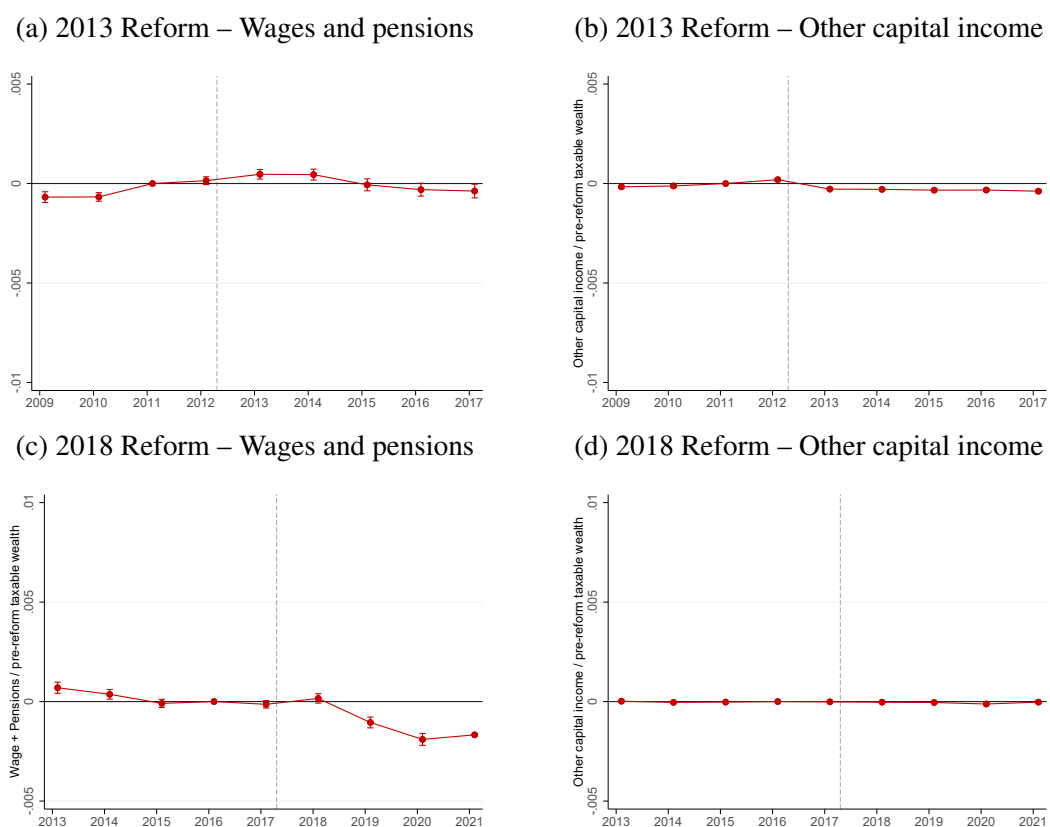 (a) 2013 Reform – Wages and pensions
.005
0
-.005
-.01
2009 2010 2011 2012 2013 2014 2015 2016 2017
(b) 2013 Reform – Other capital income
Other capital income / pre-reform taxable wealth
.005
0
-.005
-.01
2009 2010 2011 2012 2013 2014 2015 2016 2017
(c) 2018 Reform – Wages and pensions
Wage + Pensions / pre-reform taxable wealth
.01
.005
0
-.005
2013 2014 2015 2016 2017 2018 2019 2020 2021
(d) 2018 Reform – Other capital income
Other capital income / pre-reform taxable wealth
.01
.005
0
-.005
2013 2014 2015 2016 2017 2018 2019 2020 2021